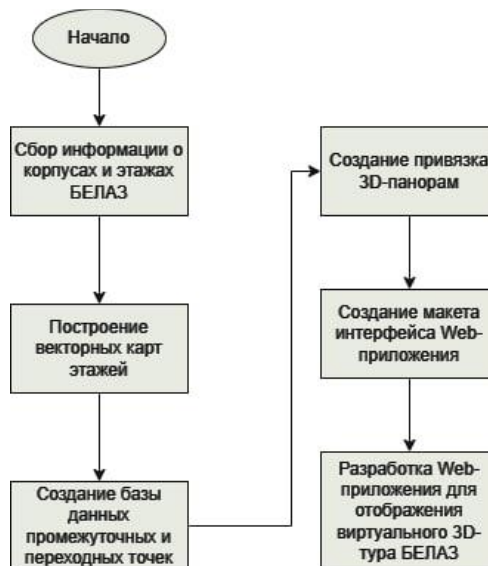 Начало
Сбор информации о
корпусах и этажах
БЕЛАЗ
Построение
векторных карт
этажей
Создание базы
данных
промежуточных и
переходных точек
Создание привязка
3D-панорам
Создание макета
интерфейса Web-
приложения
Разработка Web-
приложения для
отображения
виртуального 3D-
тура БЕЛАЗ